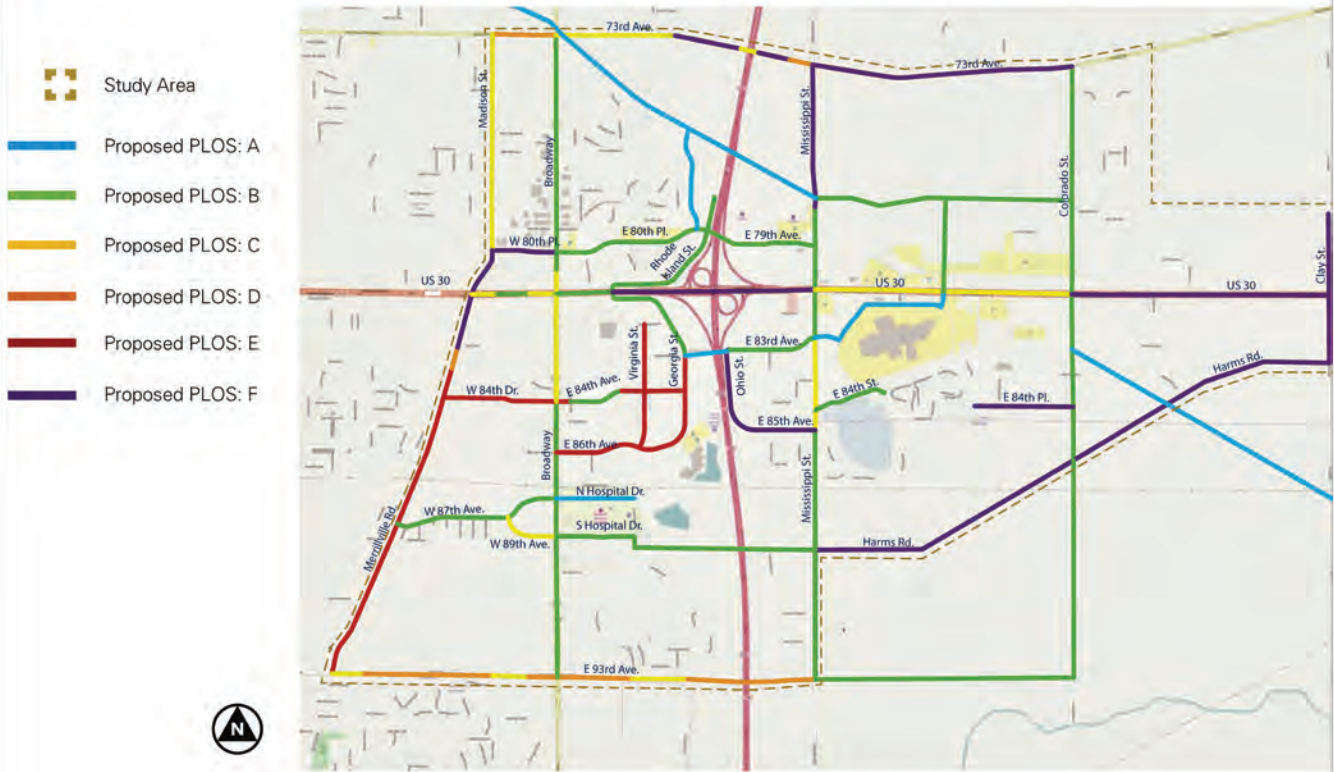 Study Area
Proposed PLOS: A
Proposed PLOS: B
Proposed PLOS: C
Proposed PLOS: D
Proposed PLOS: E
Proposed PLOS: F
N
73rd Ave.
73rd Ave.
Madison St.
Broadway
Mississippi St.
Colorado St.
W 80th Pl.
E 80th Pl.
E 79th Ave.
Rhode
Island St.
US 30
US 30
US 30
Clay St.
Virginia St.
Georgia St.
E 83rd Ave.
Ohio St.
W 84th Dr.
E 84th Ave.
E 84th St.
E 84th Pl.
Harms Rd.
E 85th Ave.
E 86th Ave.
Broadway
Mississippi St.
N Hospital Dr.
W 87th Ave.
S Hospital Dr.
W 89th Ave.
Harms Rd.
Merrillville Rd.
E 93rd Ave.